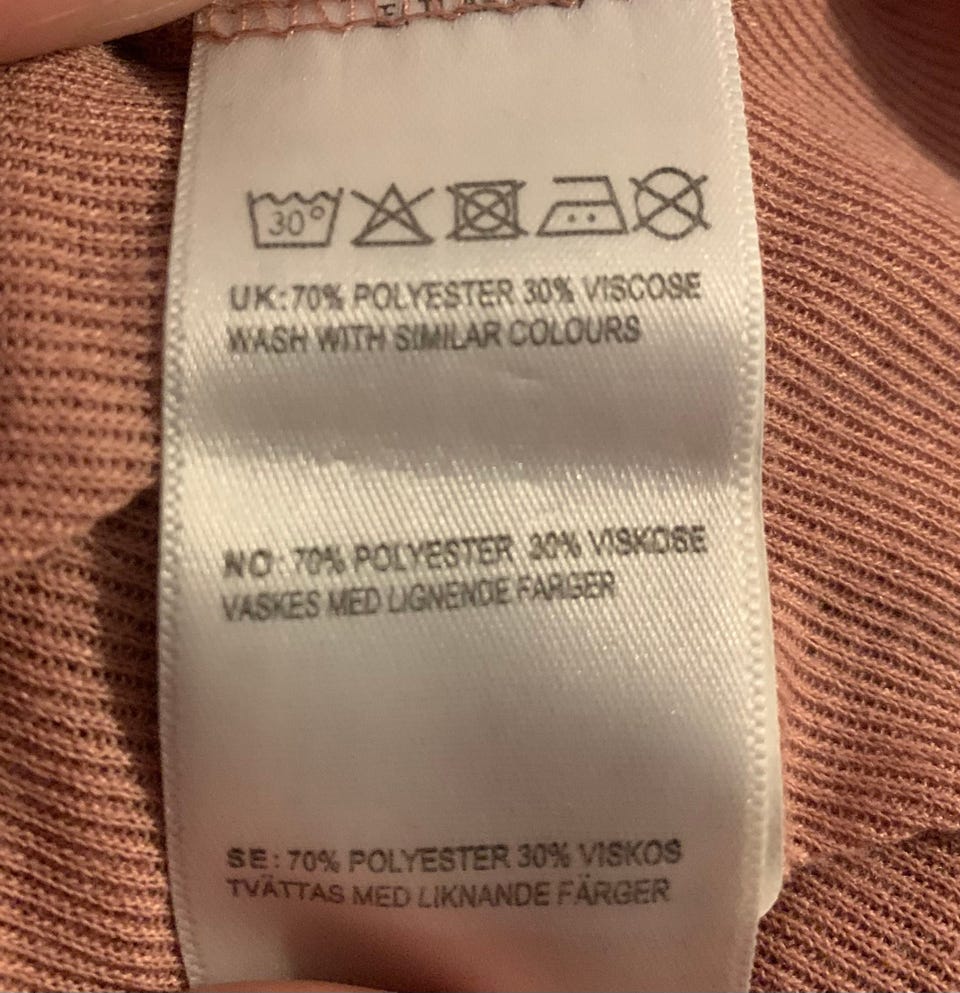 30°
UK: 70% POLYESTER 30% VISCOSE
WASH WITH SIMILAR COLOURS
NO: 70% POLYESTER 30% VISKOSE
VASKES MED LIGNENDE FARGER
SE: 70% POLYESTER 30% VISKOS
TVÄTTAS MED LIKNANDE FÄRGER